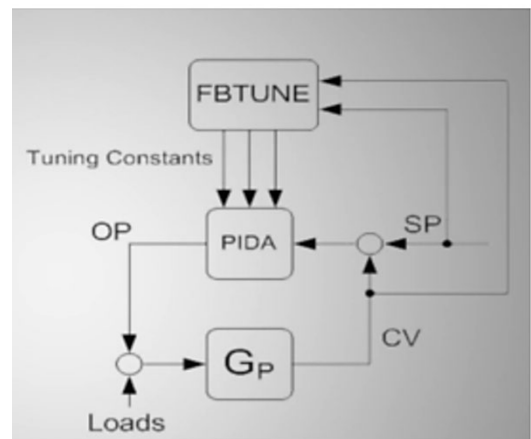 FBTUNE
Tuning Constants
OP
PIDA
SP
GP
CV
Loads